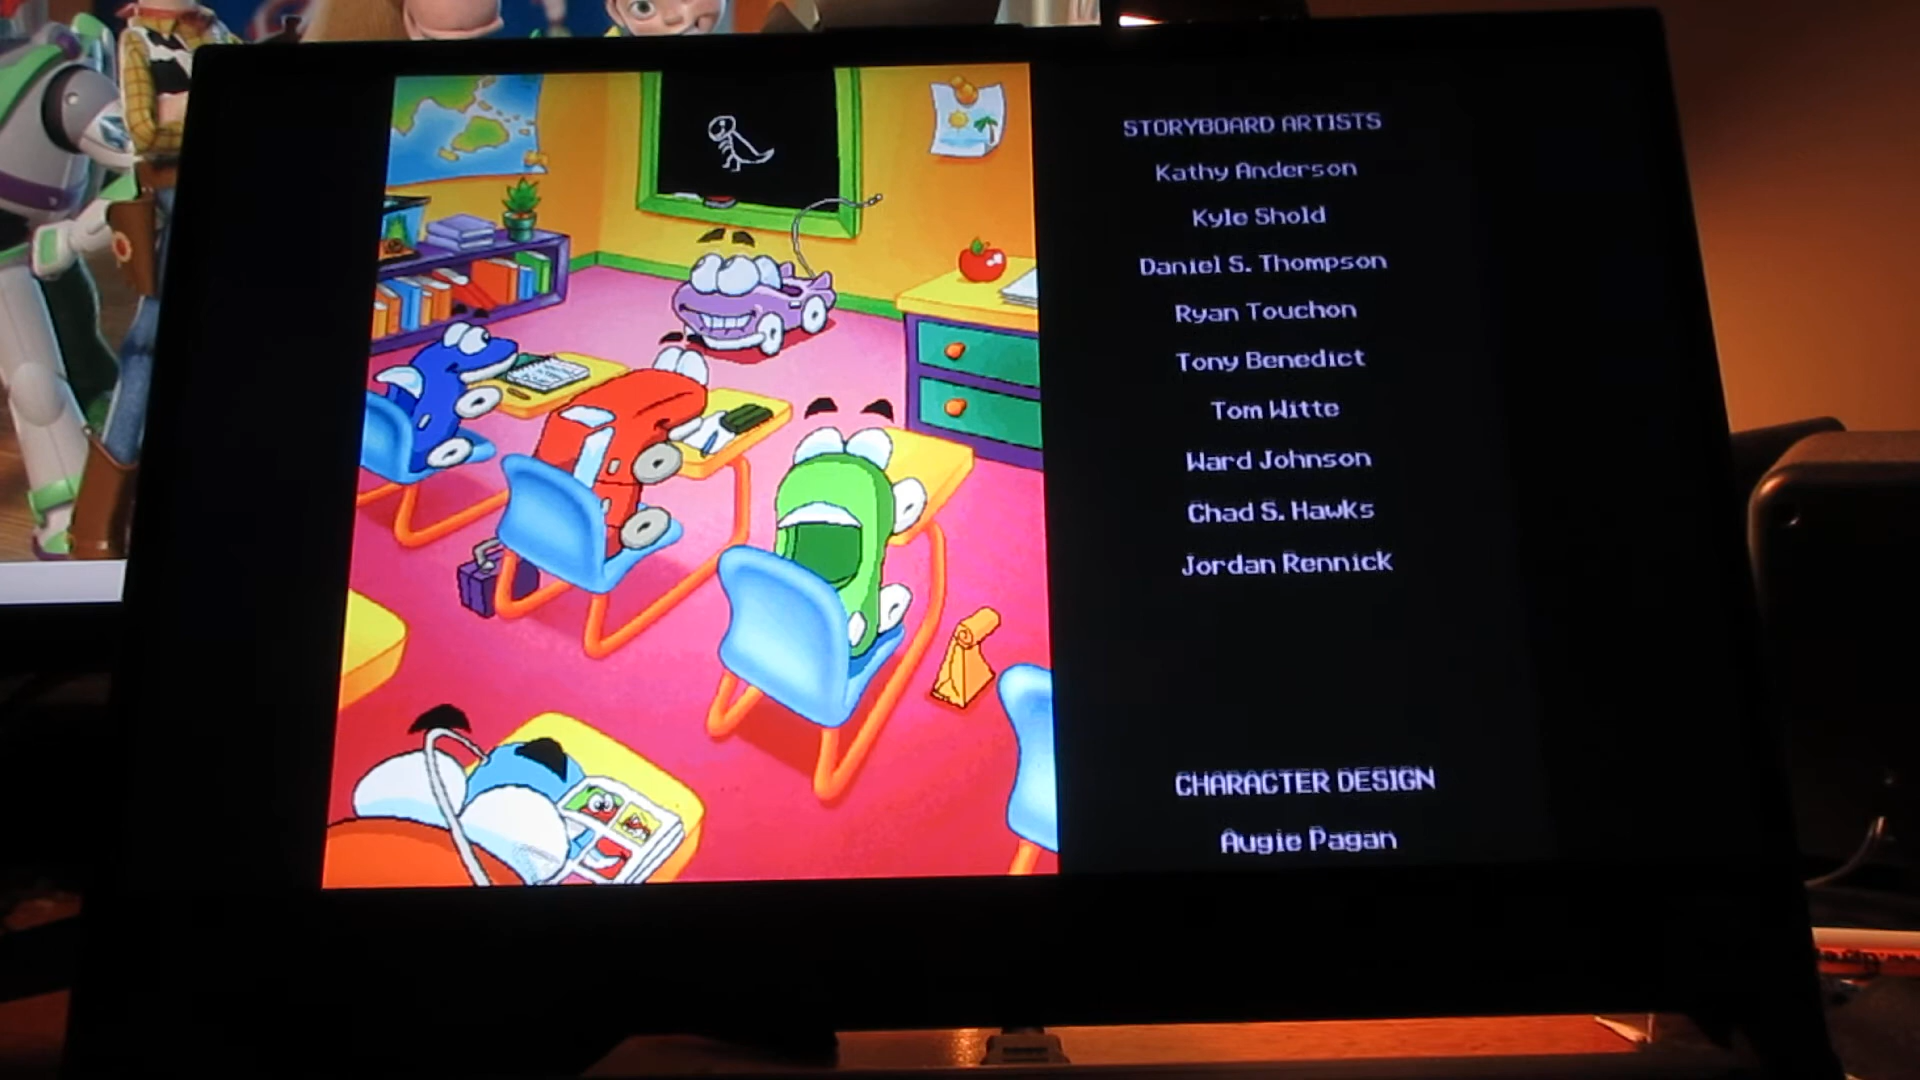 STORYBOARD ARTISTS
Kathy Anderson
Kyle Shold
Daniel S. Thompson
Ryan Touchon
Tony Benedict
Tom Witte
Ward Johnson
Chad S. Hawks
Jordan Rennick
CHARACTER DESIGN
Augie Pagan